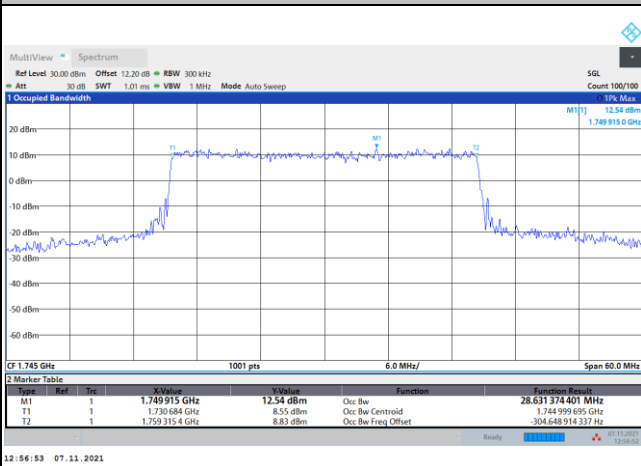 MultiView Spectrum
Ref Level 30.00 dBm Offset 12.20 dB RBW 300 kHz SGL
Att 30 dB SWT 1.01 ms VBW 1 MHz Mode Auto Sweep Count 100/100
1 Occupied Bandwidth 1Pk Max
M1[1] 12.54 dBm
1.749 915 0 GHz
20 dBm
M1
T1
T2
10 dBm
0 dBm
-10 dBm
-20 dBm
-30 dBm
-40 dBm
-50 dBm
-60 dBm
CF 1.745 GHz 1001 pts 6.0 MHz/ Span 60.0 MHz
2 Marker Table
Type Ref Trc X-Value Y-Value Function Function Result
M1 1 1.749 915 GHz 12.54 dBm Occ Bw 28.631 374 401 MHz
T1 1 1.730 684 GHz 8.55 dBm Occ Bw Centroid 1.744 999 695 GHz
T2 1 1.759 315 4 GHz 8.83 dBm Occ Bw Freq Offset -304.648 914 337 Hz
Ready 07.11.2021
12:56:52
12:56:53 07.11.2021